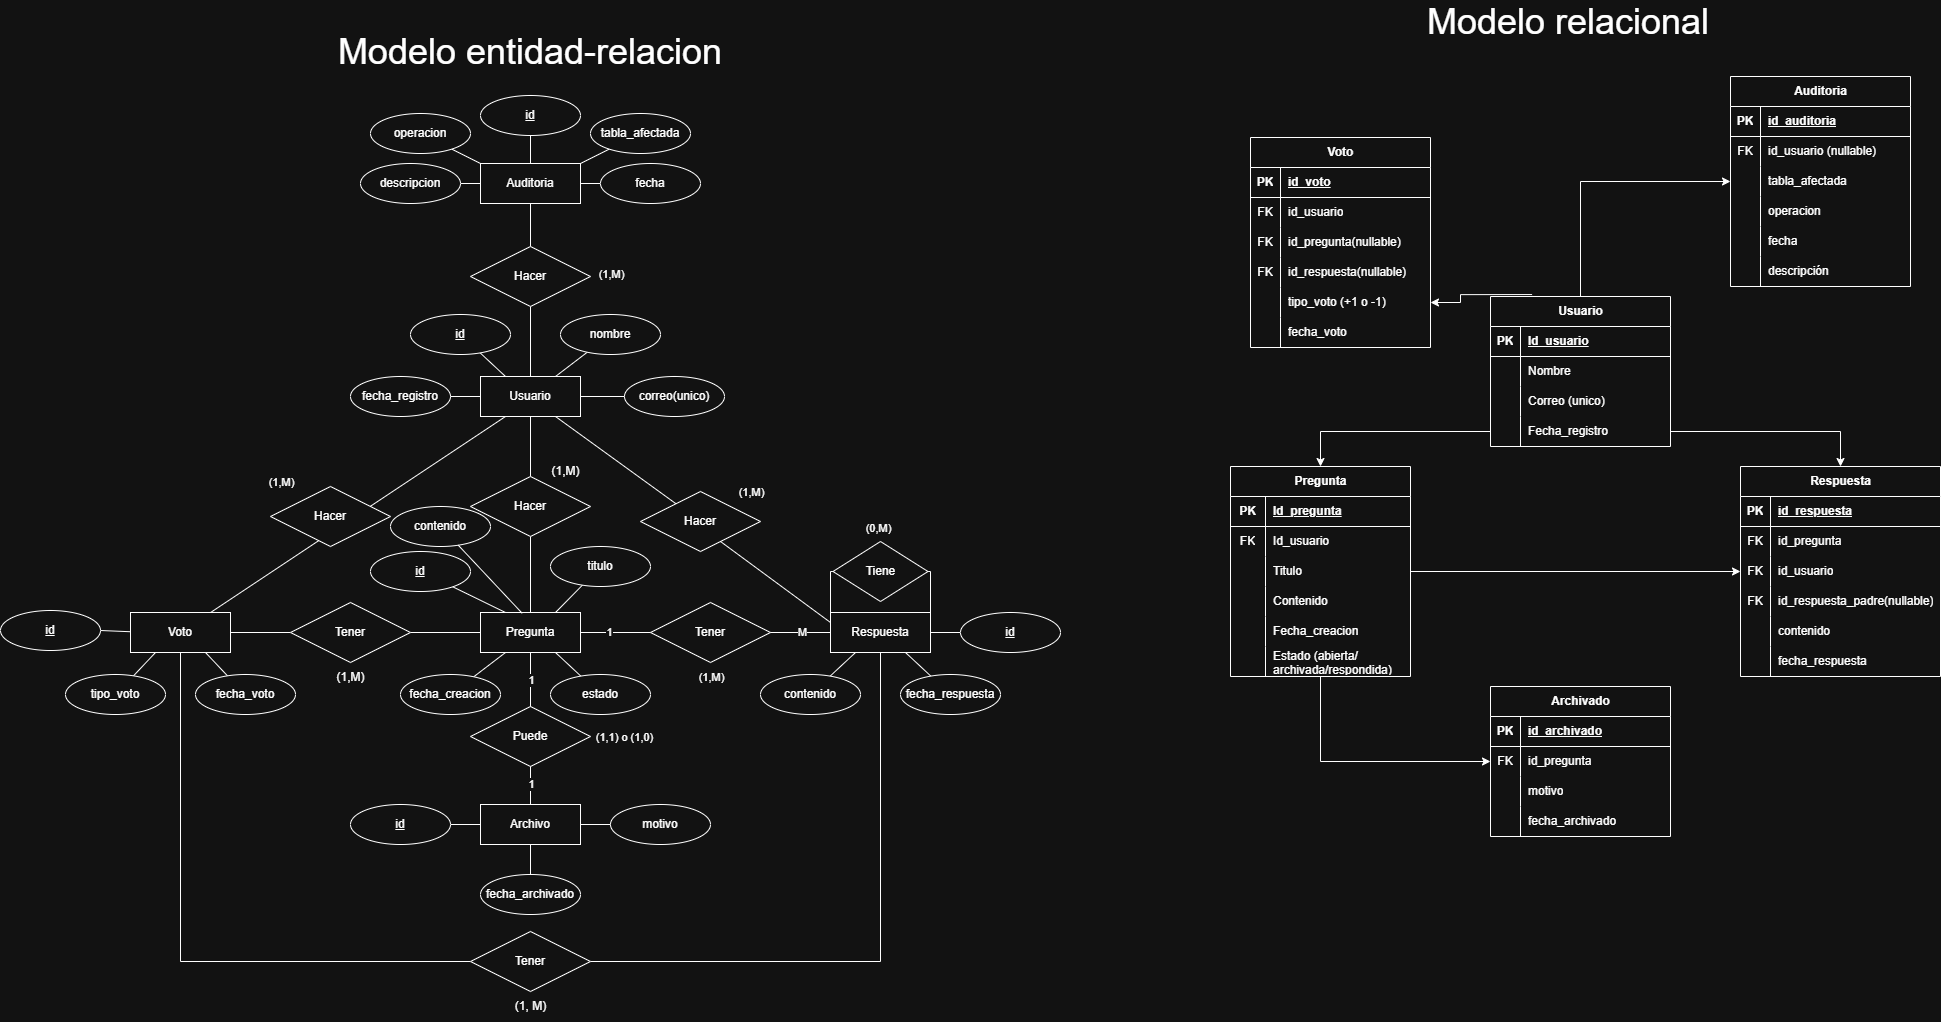 Modelo entidad-relacion
id
operacion
tabla_afectada
descripcion
Auditoria
fecha
Hacer
(1,M)
id
nombre
fecha_registro
Usuario
correo(unico)
(1,M)
(1,M)
(1,M)
Hacer
Hacer
Hacer
contenido
(0,M)
id
titulo
Tiene
id
Voto
Tener
Pregunta
1
Tener
M
Respuesta
id
(1,M)
(1,M)
tipo_voto
fecha_voto
fecha_creacion
1
estado
contenido
fecha_respuesta
Puede
(1,1) o (1,0)
1
id
Archivo
motivo
fecha_archivado
Tener
(1, M)
Modelo relacional
Auditoria
PK id_auditoria
FK id_usuario (nullable)
tabla_afectada
operacion
fecha
descripción
Voto
PK id_voto
FK id_usuario
FK id_pregunta(nullable)
FK id_respuesta(nullable)
tipo_voto (+1 o -1)
fecha_voto
Usuario
PK Id_usuario
Nombre
Correo (unico)
Fecha_registro
Pregunta
PK Id_pregunta
FK Id_usuario
Titulo
Contenido
Fecha_creacion
Estado (abierta/
archivada/respondida)
Respuesta
PK id_respuesta
FK id_pregunta
FK id_usuario
FK id_respuesta_padre(nullable)
contenido
fecha_respuesta
Archivado
PK id_archivado
FK id_pregunta
motivo
fecha_archivado